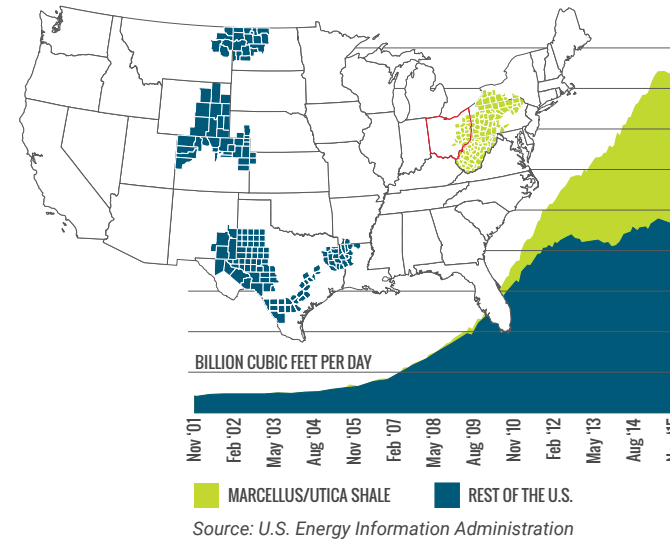 BILLION CUBIC FEET PER DAY
Nov '01
Feb '02
May '03
Aug '04
Nov '05
Feb '07
May '08
Aug '09
Nov '10
Feb '12
May '13
Aug '14
MARCELLUS/UTICA SHALE
REST OF THE U.S.
Source: U.S. Energy Information Administration